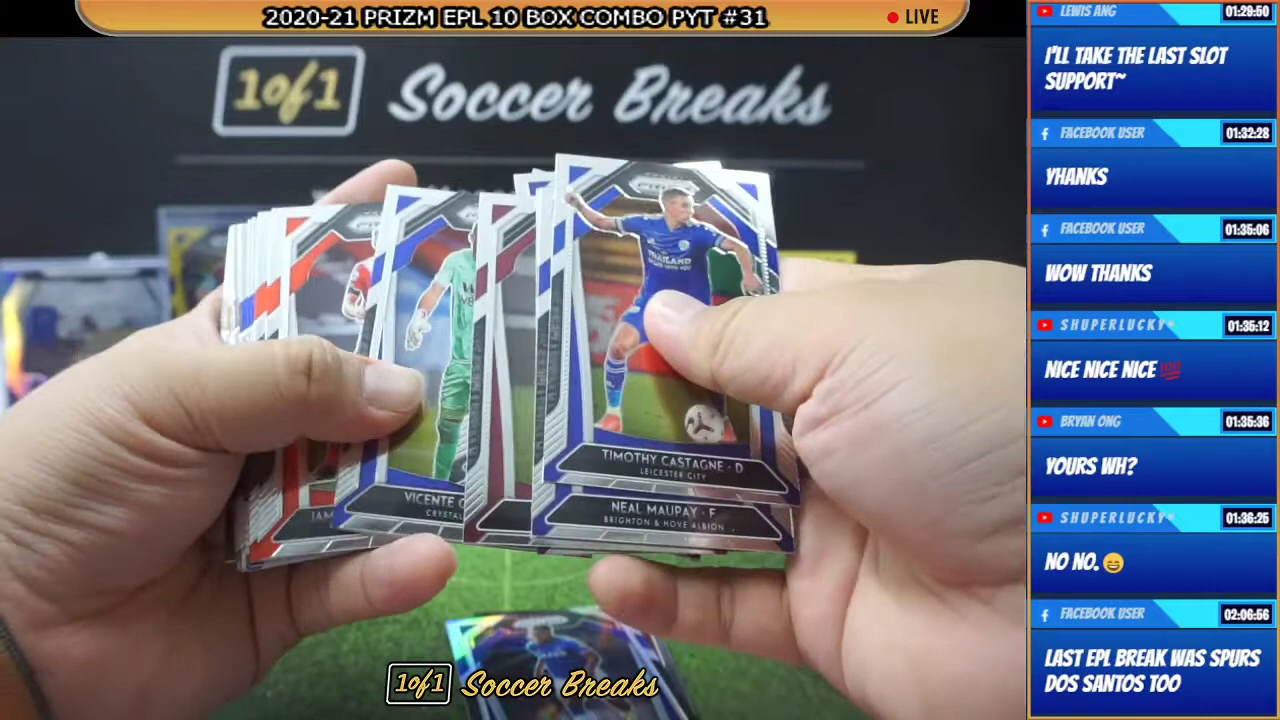 2020-21 PRIZM EPL 10 BOX COMBO PYT #31
LIVE
1of1 Soccer Breaks
THAILAND
TIMOTHY CASTAGNE · D
LEICESTER CITY
NEAL MAUPAY · F
BRIGHTON & HOVE ALBION
VICENTE
CRYSTAL
JAM
1of1 Soccer Breaks
LEWIS ANG 01:29:50
I'LL TAKE THE LAST SLOT
SUPPORT~
FACEBOOK USER 01:32:28
YHANKS
FACEBOOK USER 01:35:06
WOW THANKS
SHUPERLUCKY 01:35:12
NICE NICE NICE 💯
BRYAN ONG 01:35:36
YOURS WH?
SHUPERLUCKY 01:36:25
NO NO. 😄
FACEBOOK USER 02:06:56
LAST EPL BREAK WAS SPURS
DOS SANTOS TOO